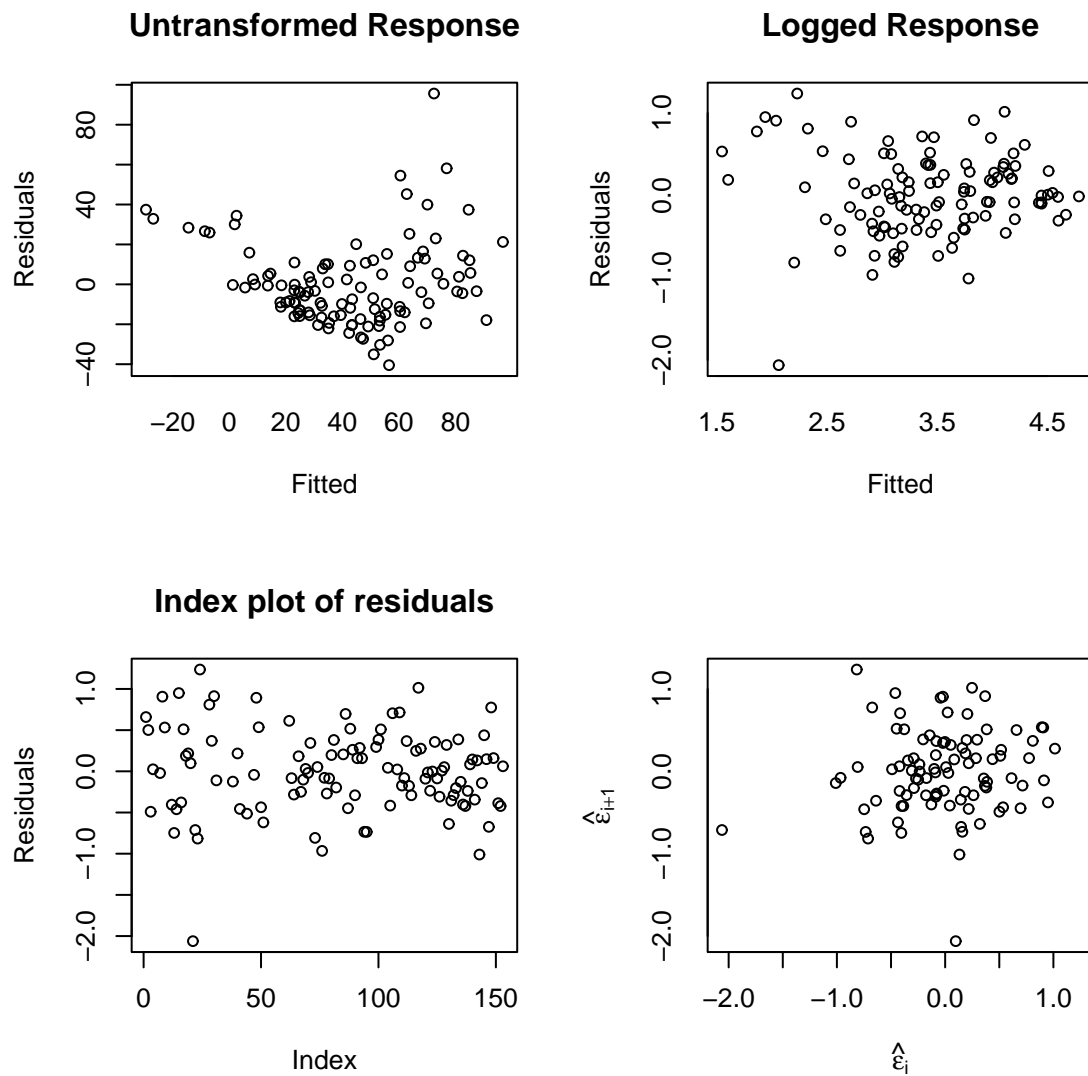 Untransformed Response
Residuals
80
40
0
−40
−20 0 20 40 60 80
Fitted
Logged Response
Residuals
1.0
0.0
−1.0
−2.0
1.5 2.5 3.5 4.5
Fitted
Index plot of residuals
Residuals
1.0
0.0
−1.0
−2.0
0 50 100 150
Index
ε̂i+1
1.0
0.0
−1.0
−2.0
−2.0 −1.0 0.0 1.0
ε̂i